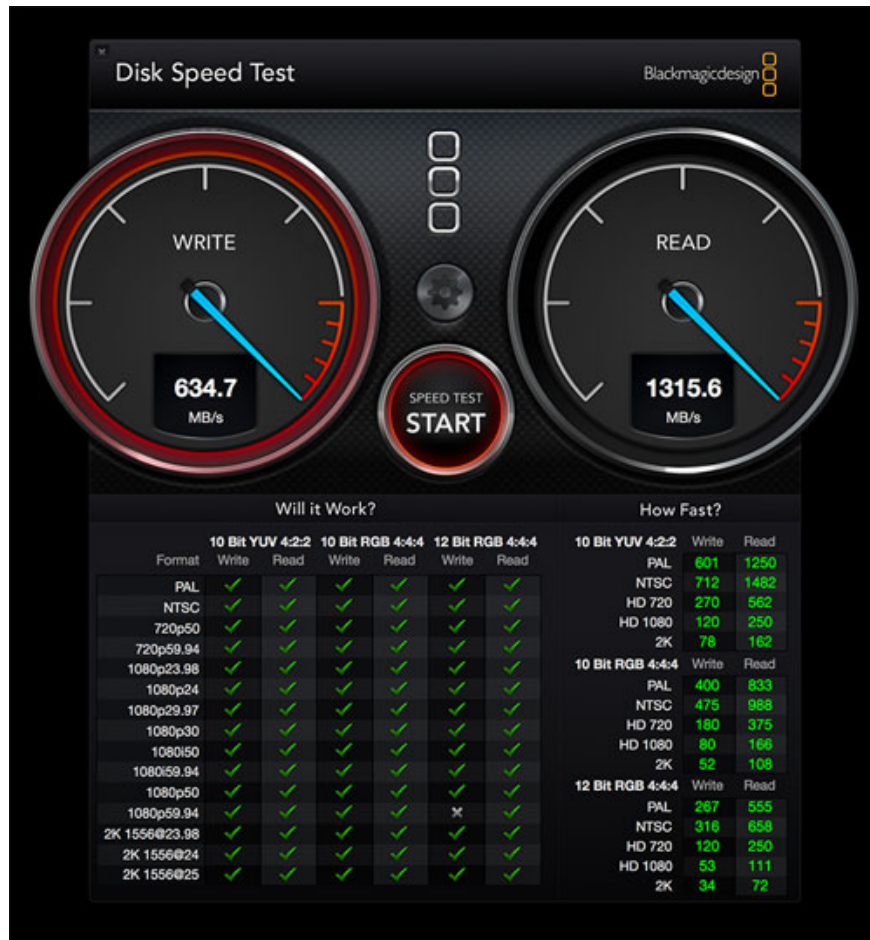 Disk Speed Test
Blackmagicdesign
WRITE
634.7
MB/s
SPEED TEST
START
READ
1315.6
MB/s
Will it Work?
10 Bit YUV 4:2:2 10 Bit RGB 4:4:4 12 Bit RGB 4:4:4
Format Write Read Write Read Write Read
PAL
NTSC
720p50
720p59.94
1080p23.98
1080p24
1080p29.97
1080p30
1080i50
1080i59.94
1080p50
1080p59.94
2K 1556@23.98
2K 1556@24
2K 1556@25
How Fast?
10 Bit YUV 4:2:2 Write Read
PAL 601 1250
NTSC 712 1482
HD 720 270 562
HD 1080 120 250
2K 78 162
10 Bit RGB 4:4:4 Write Read
PAL 400 833
NTSC 475 988
HD 720 180 375
HD 1080 80 166
2K 52 108
12 Bit RGB 4:4:4 Write Read
PAL 267 555
NTSC 316 658
HD 720 120 250
HD 1080 53 111
2K 34 72